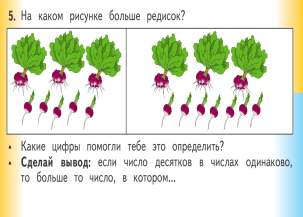 5. На каком рисунке больше редисок?
• Какие цифры помогли тебе это определить?
• Сделай вывод: если число десятков в числах одинаково,
то больше то число, в котором...